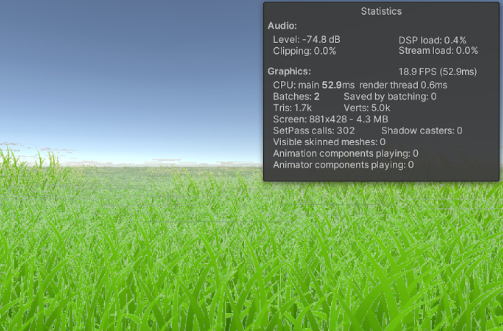 Statistics
Audio:
Level: -74.8 dB DSP load: 0.4%
Clipping: 0.0% Stream load: 0.0%
Graphics: 18.9 FPS (52.9ms)
CPU: main 52.9ms render thread 0.6ms
Batches: 2 Saved by batching: 0
Tris: 1.7k Verts: 5.0k
Screen: 881x428 - 4.3 MB
SetPass calls: 302 Shadow casters: 0
Visible skinned meshes: 0
Animation components playing: 0
Animator components playing: 0